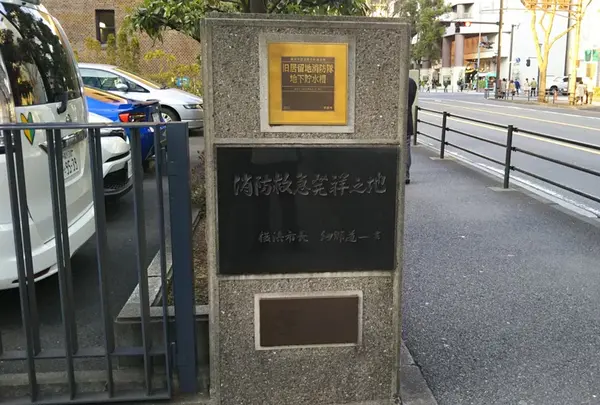 旧居留地消防隊
地下貯水槽
消防救急発祥之地
横浜市長 細郷道一